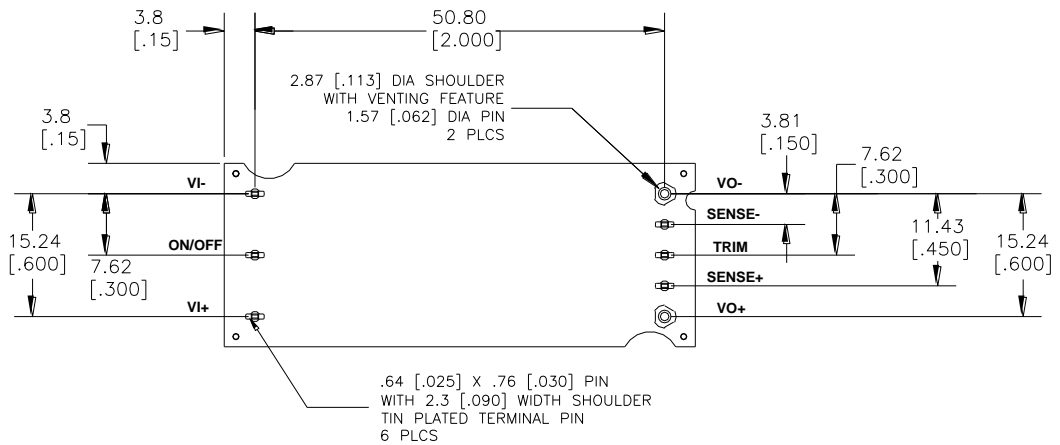 3.8
[.15]
50.80
[2.000]
2.87 [.113] DIA SHOULDER
WITH VENTING FEATURE
1.57 [.062] DIA PIN
2 PLCS
3.8
[.15]
3.81
[.150]
7.62
[.300]
VI-
VO-
SENSE-
15.24
[.600]
ON/OFF
7.62
[.300]
TRIM
11.43
[.450]
15.24
[.600]
SENSE+
VI+
VO+
.64 [.025] X .76 [.030] PIN
WITH 2.3 [.090] WIDTH SHOULDER
TIN PLATED TERMINAL PIN
6 PLCS